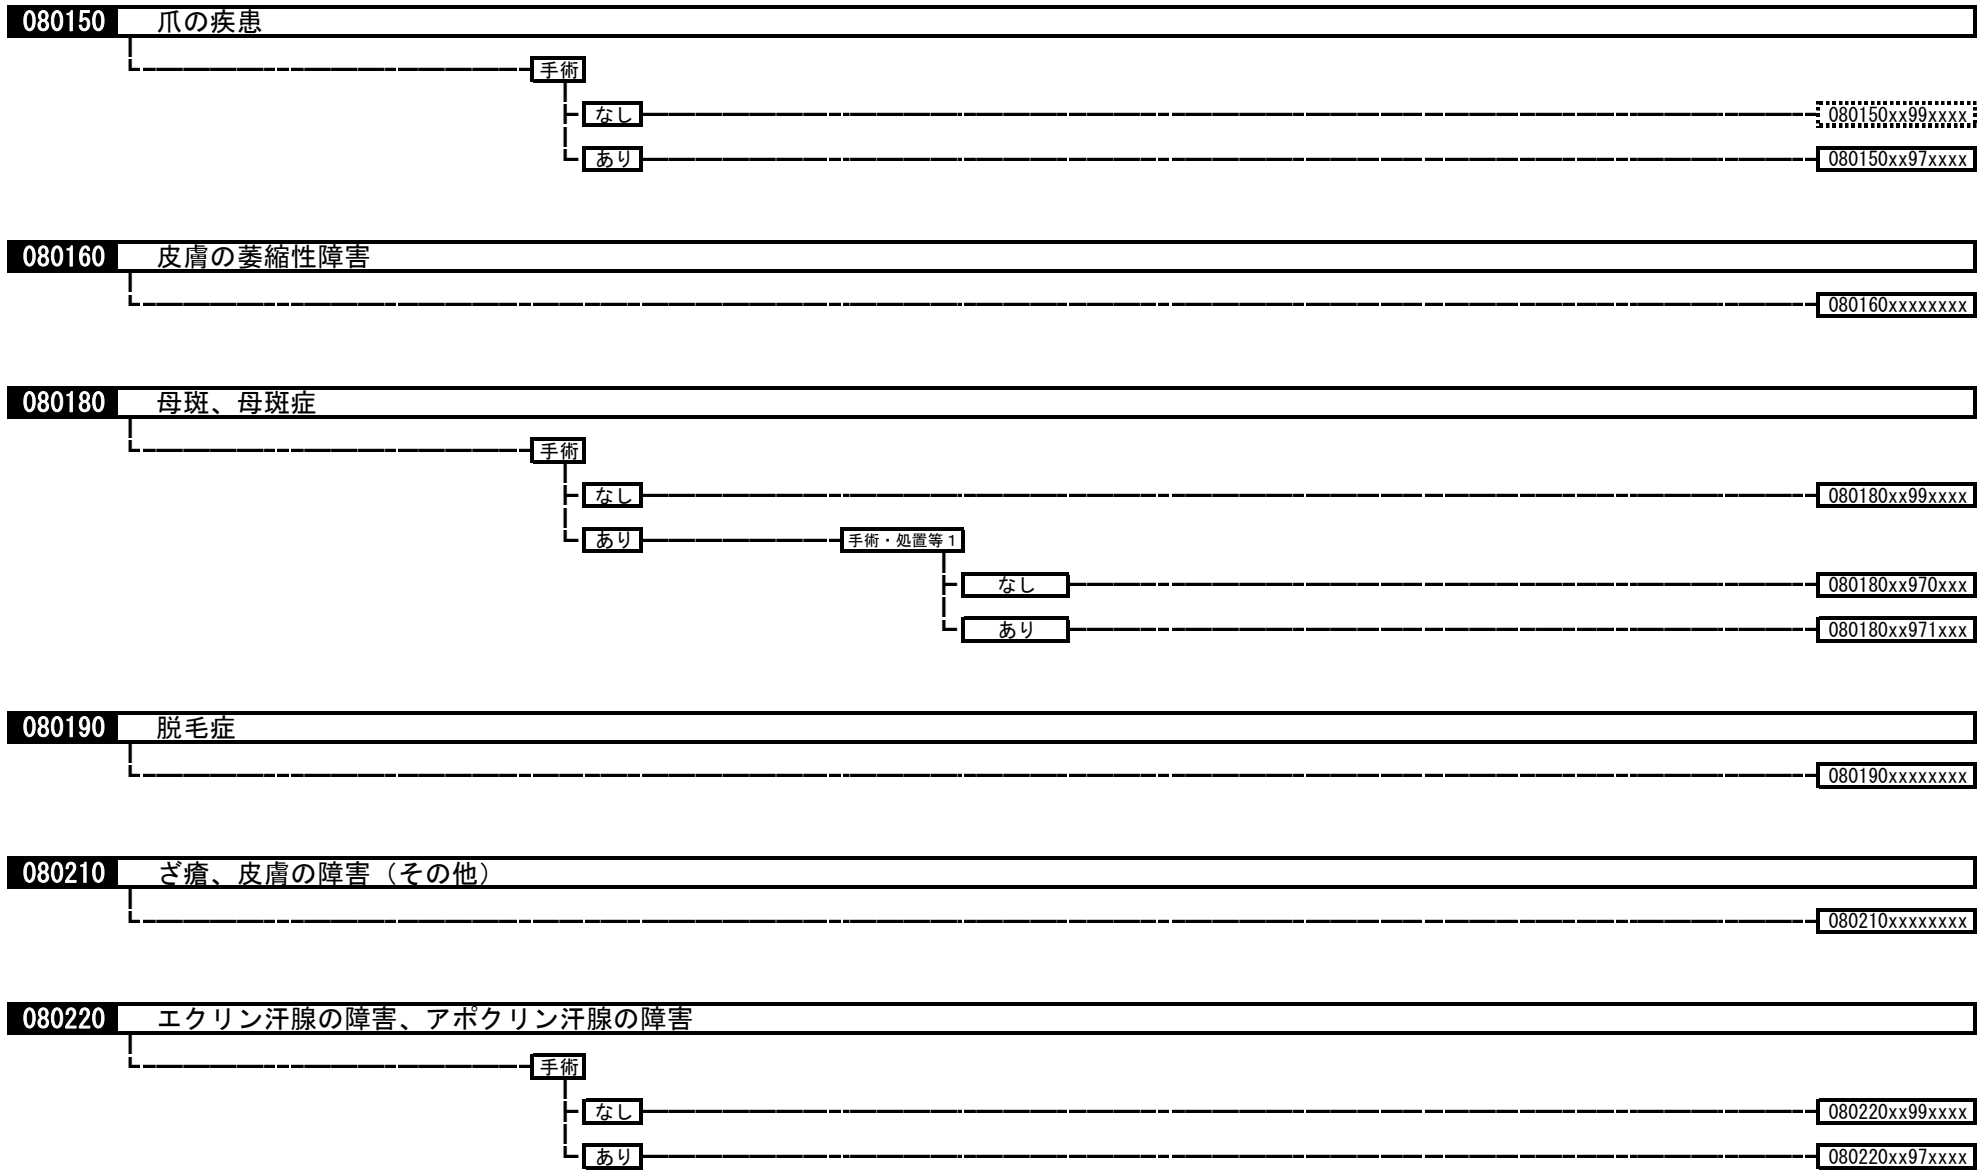 080150 爪の疾患
手術
なし 080150xx99xxxx
あり 080150xx97xxxx
080160 皮膚の萎縮性障害
080160xxxxxxxx
080180 母斑、母斑症
手術
なし 080180xx99xxxx
あり 手術・処置等１
なし 080180xx970xxx
あり 080180xx971xxx
080190 脱毛症
080190xxxxxxxx
080210 ざ瘡、皮膚の障害（その他）
080210xxxxxxxx
080220 エクリン汗腺の障害、アポクリン汗腺の障害
手術
なし 080220xx99xxxx
あり 080220xx97xxxx